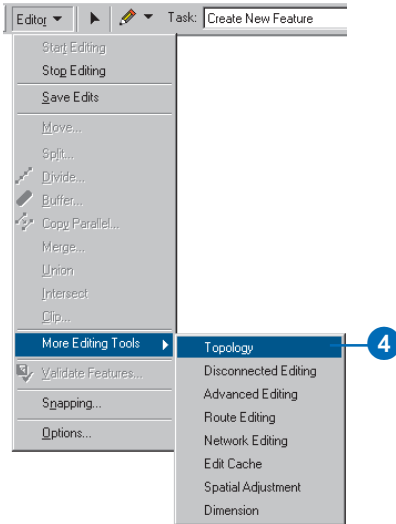 Editor Task: Create New Feature
Start Editing
Stop Editing
Save Edits
Move...
Split...
Divide...
Buffer...
Copy Parallel...
Merge...
Union
Intersect
Clip...
More Editing Tools
Topology 4
Disconnected Editing
Advanced Editing
Route Editing
Network Editing
Edit Cache
Spatial Adjustment
Dimension
Validate Features...
Snapping...
Options...